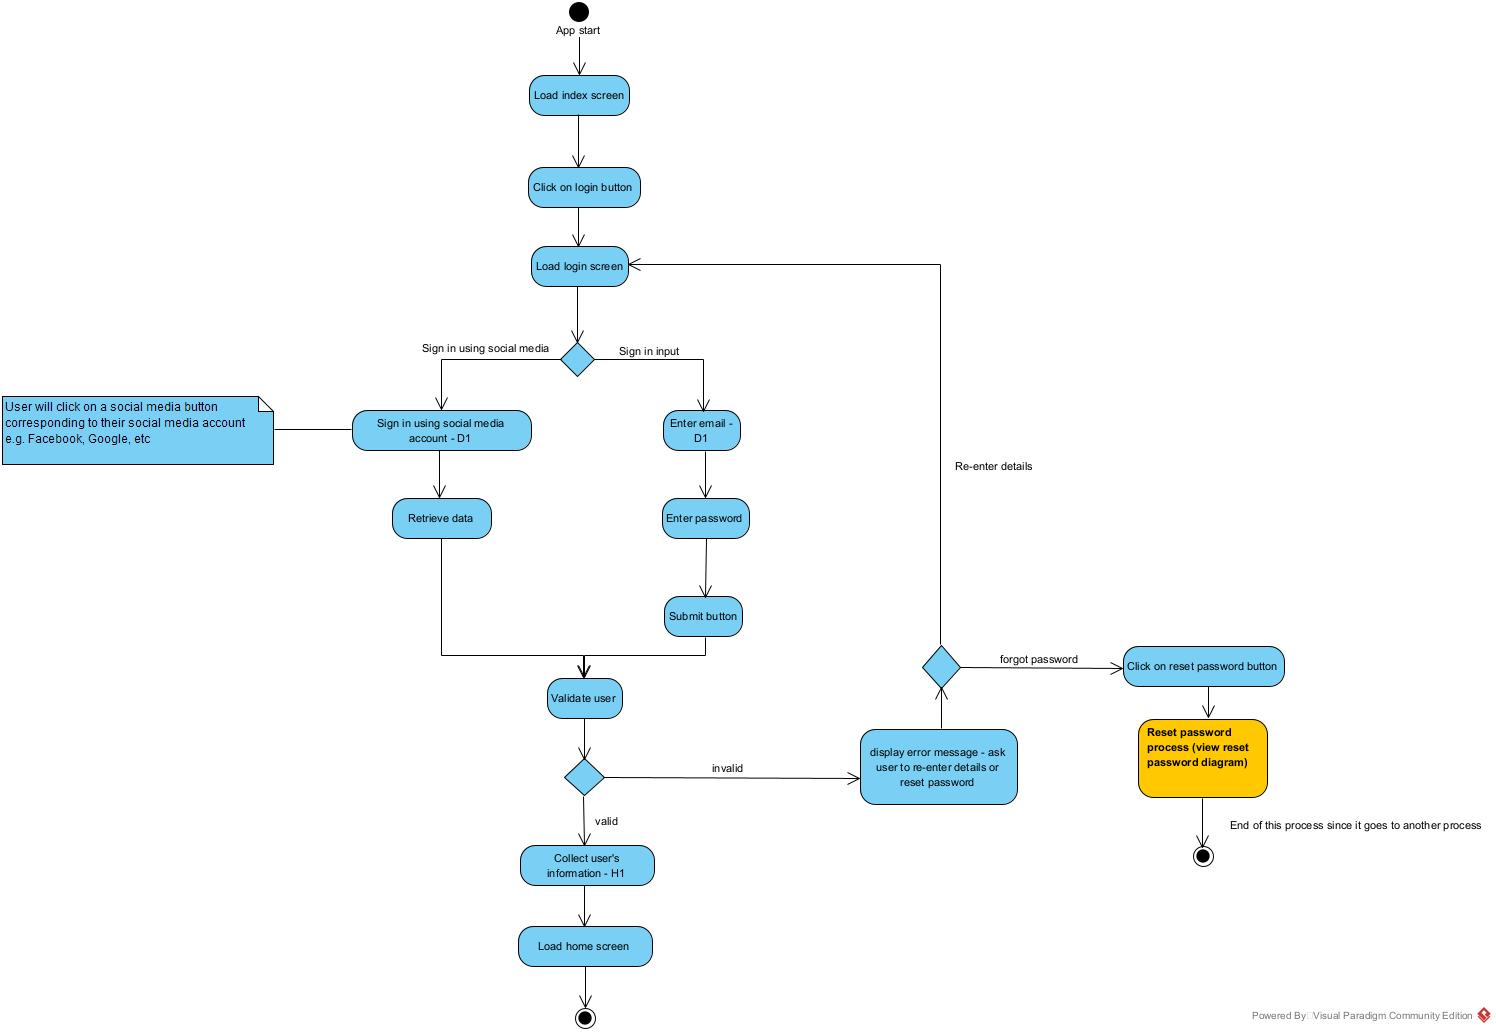 App start
Load index screen
Click on login button
Load login screen
Sign in using social media
Sign in input
User will click on a social media button
corresponding to their social media account
e.g. Facebook, Google, etc
Sign in using social media
account - D1
Enter email -
D1
Re-enter details
Retrieve data
Enter password
Submit button
forgot password
Click on reset password button
Validate user
Reset password
process (view reset
password diagram)
display error message - ask
user to re-enter details or
reset password
invalid
valid
End of this process since it goes to another process
Collect user's
information - H1
Load home screen
Powered By Visual Paradigm Community Edition